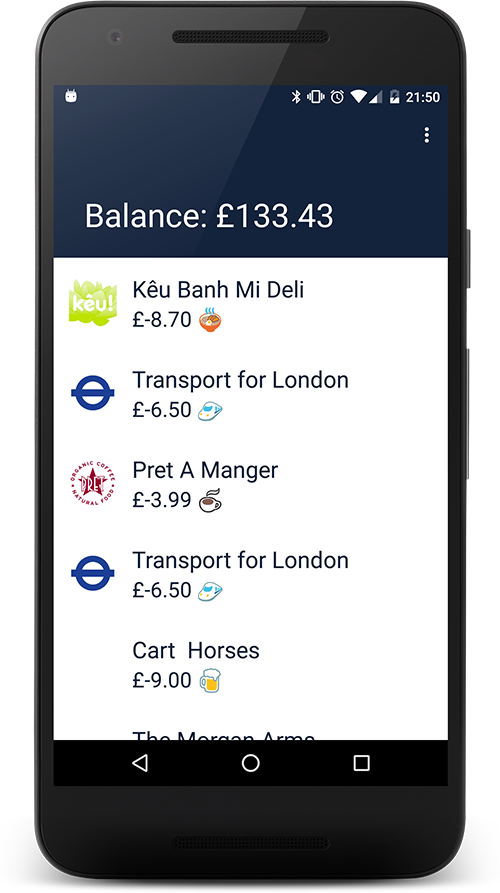 21:50
Balance: £133.43
kêu!
Kêu Banh Mi Deli
£-8.70
Transport for London
£-6.50
ORGANIC COFFEE
PRET
NATURAL FOOD
Pret A Manger
£-3.99
Transport for London
£-6.50
Cart  Horses
£-9.00
The Morgan Arms